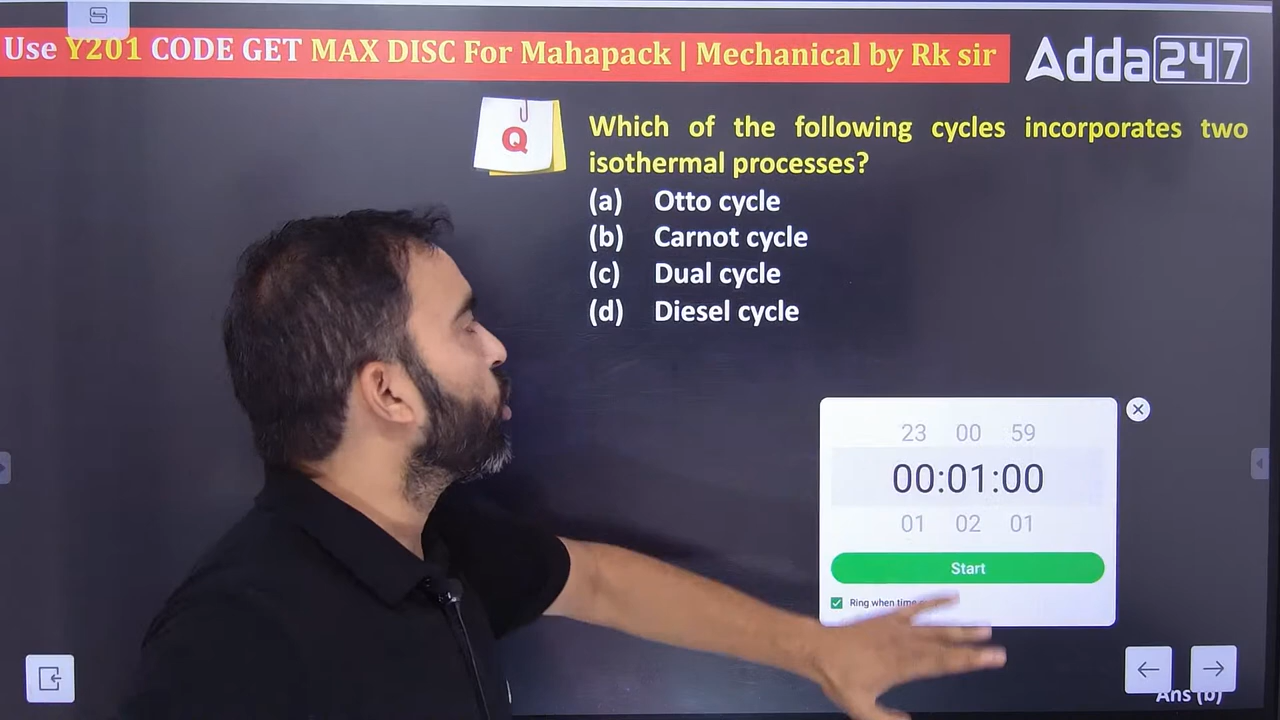 Use Y201 CODE GET MAX DISC For Mahapack | Mechanical by Rk sir
Adda247
Q
Which of the following cycles incorporates two
isothermal processes?
(a) Otto cycle
(b) Carnot cycle
(c) Dual cycle
(d) Diesel cycle
23 00 59
00:01:00
01 02 01
Start
Ring when time
Ans (b)